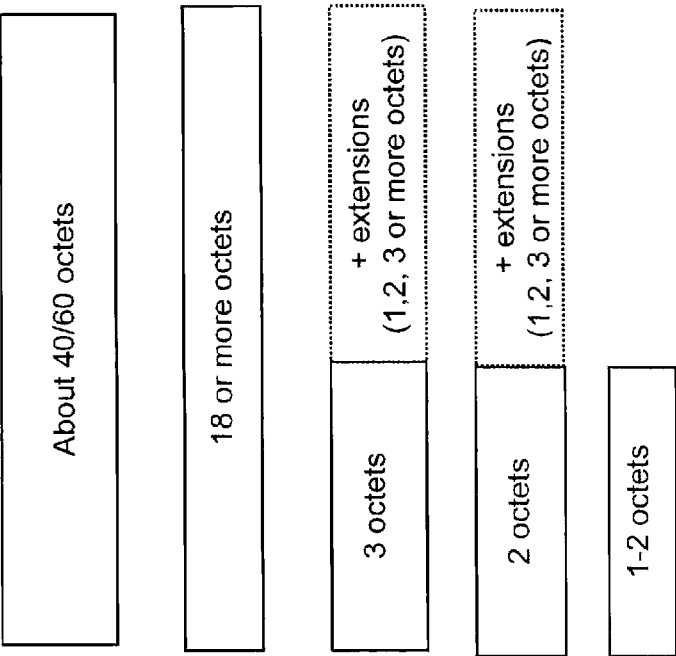 About 40/60 octets
18 or more octets
3 octets
+ extensions
(1,2, 3 or more octets)
2 octets
+ extensions
(1,2, 3 or more octets)
1-2 octets